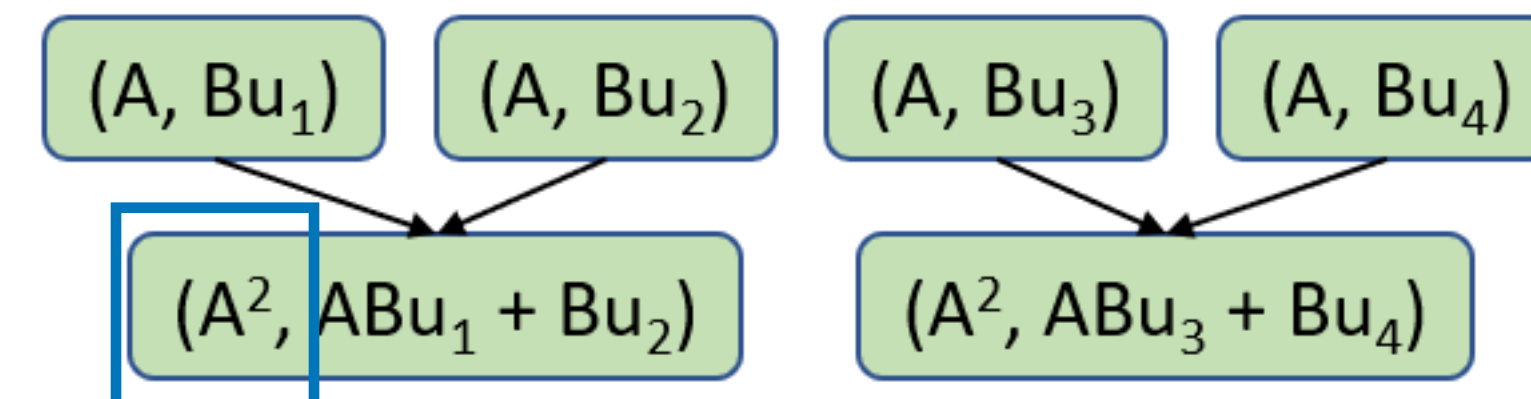 (A, Bu₁) (A, Bu₂) (A, Bu₃) (A, Bu₄)
(A², ABu₁ + Bu₂) (A², ABu₃ + Bu₄)